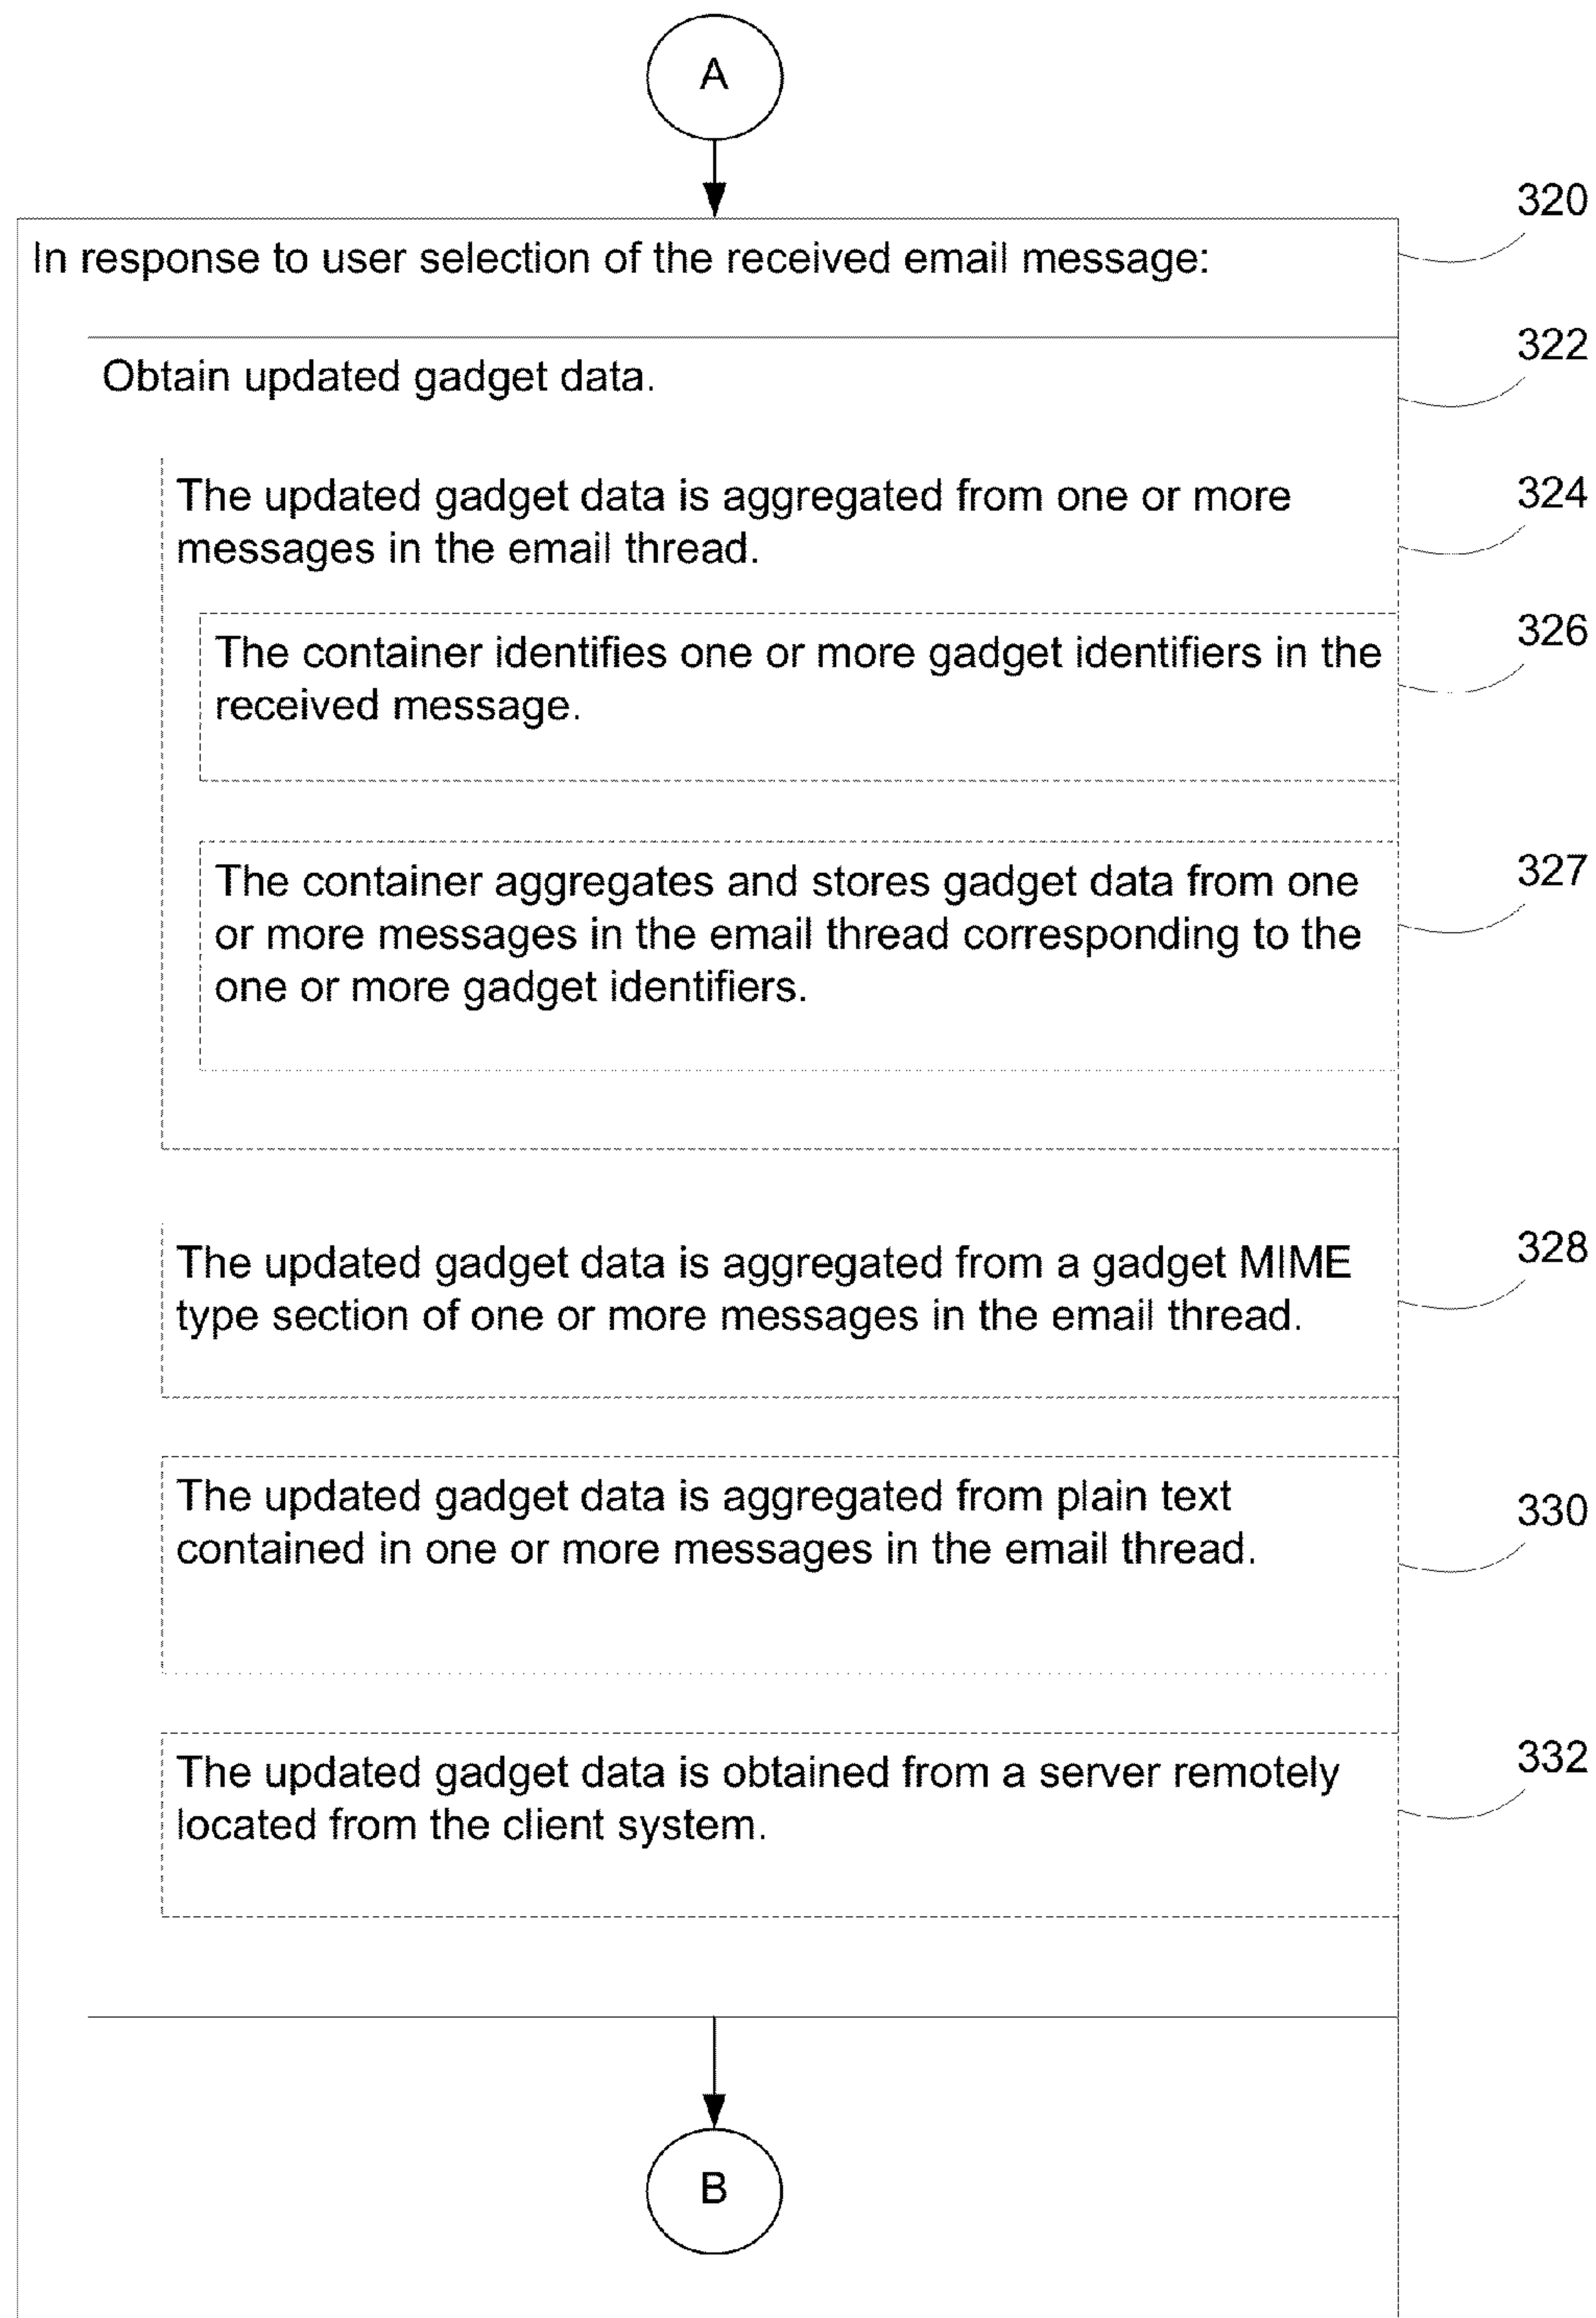 A
320
In response to user selection of the received email message:
322
Obtain updated gadget data.
324
The updated gadget data is aggregated from one or more
messages in the email thread.
326
The container identifies one or more gadget identifiers in the
received message.
327
The container aggregates and stores gadget data from one
or more messages in the email thread corresponding to the
one or more gadget identifiers.
328
The updated gadget data is aggregated from a gadget MIME
type section of one or more messages in the email thread.
330
The updated gadget data is aggregated from plain text
contained in one or more messages in the email thread.
332
The updated gadget data is obtained from a server remotely
located from the client system.
B